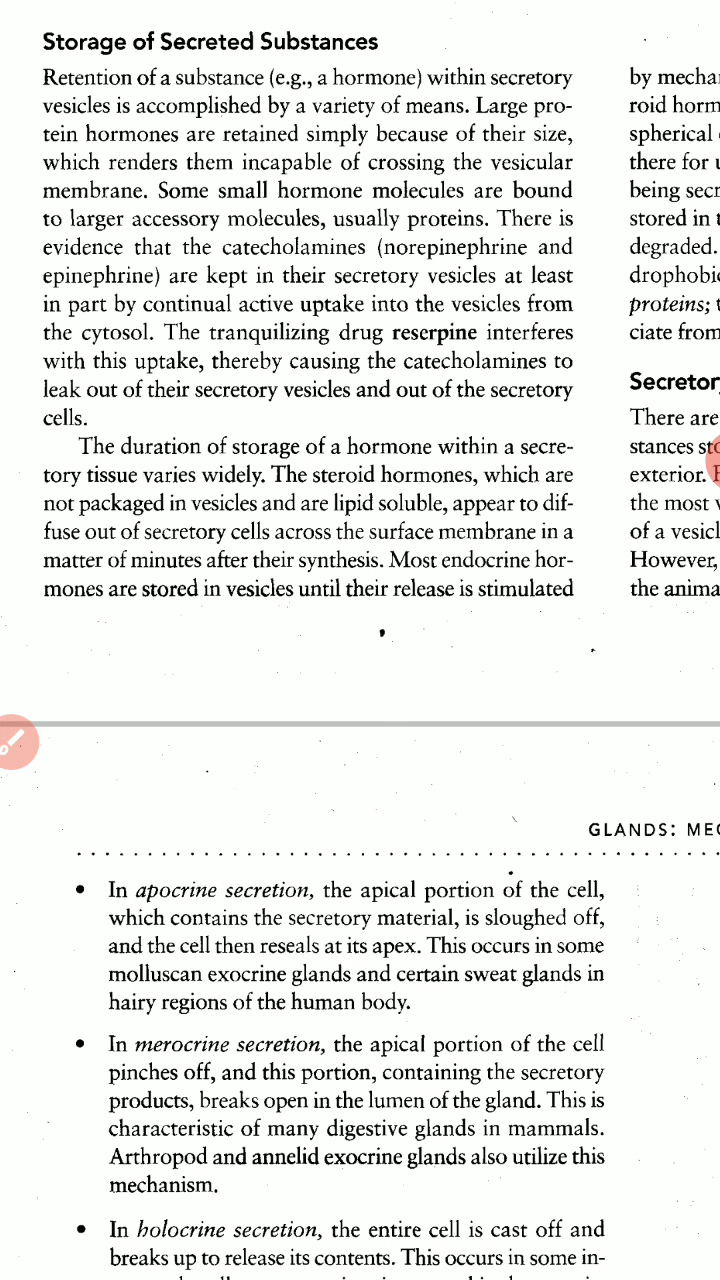 Storage of Secreted Substances
Retention of a substance (e.g., a hormone) within secretory
vesicles is accomplished by a variety of means. Large pro-
tein hormones are retained simply because of their size,
which renders them incapable of crossing the vesicular
membrane. Some small hormone molecules are bound
to larger accessory molecules, usually proteins. There is
evidence that the catecholamines (norepinephrine and
epinephrine) are kept in their secretory vesicles at least
in part by continual active uptake into the vesicles from
the cytosol. The tranquilizing drug reserpine interferes
with this uptake, thereby causing the catecholamines to
leak out of their secretory vesicles and out of the secretory
cells.
The duration of storage of a hormone within a secre-
tory tissue varies widely. The steroid hormones, which are
not packaged in vesicles and are lipid soluble, appear to dif-
fuse out of secretory cells across the surface membrane in a
matter of minutes after their synthesis. Most endocrine hor-
mones are stored in vesicles until their release is stimulated
by mecha
roid horm
spherical
there for u
being secr
stored in t
degraded.
drophobic
proteins; t
ciate from
Secretory
There are
stances sto
exterior.
the most v
of a vesicl
However,
the anima
GLANDS: MEC
• In apocrine secretion, the apical portion of the cell,
which contains the secretory material, is sloughed off,
and the cell then reseals at its apex. This occurs in some
molluscan exocrine glands and certain sweat glands in
hairy regions of the human body.
• In merocrine secretion, the apical portion of the cell
pinches off, and this portion, containing the secretory
products, breaks open in the lumen of the gland. This is
characteristic of many digestive glands in mammals.
Arthropod and annelid exocrine glands also utilize this
mechanism.
• In holocrine secretion, the entire cell is cast off and
breaks up to release its contents. This occurs in some in-